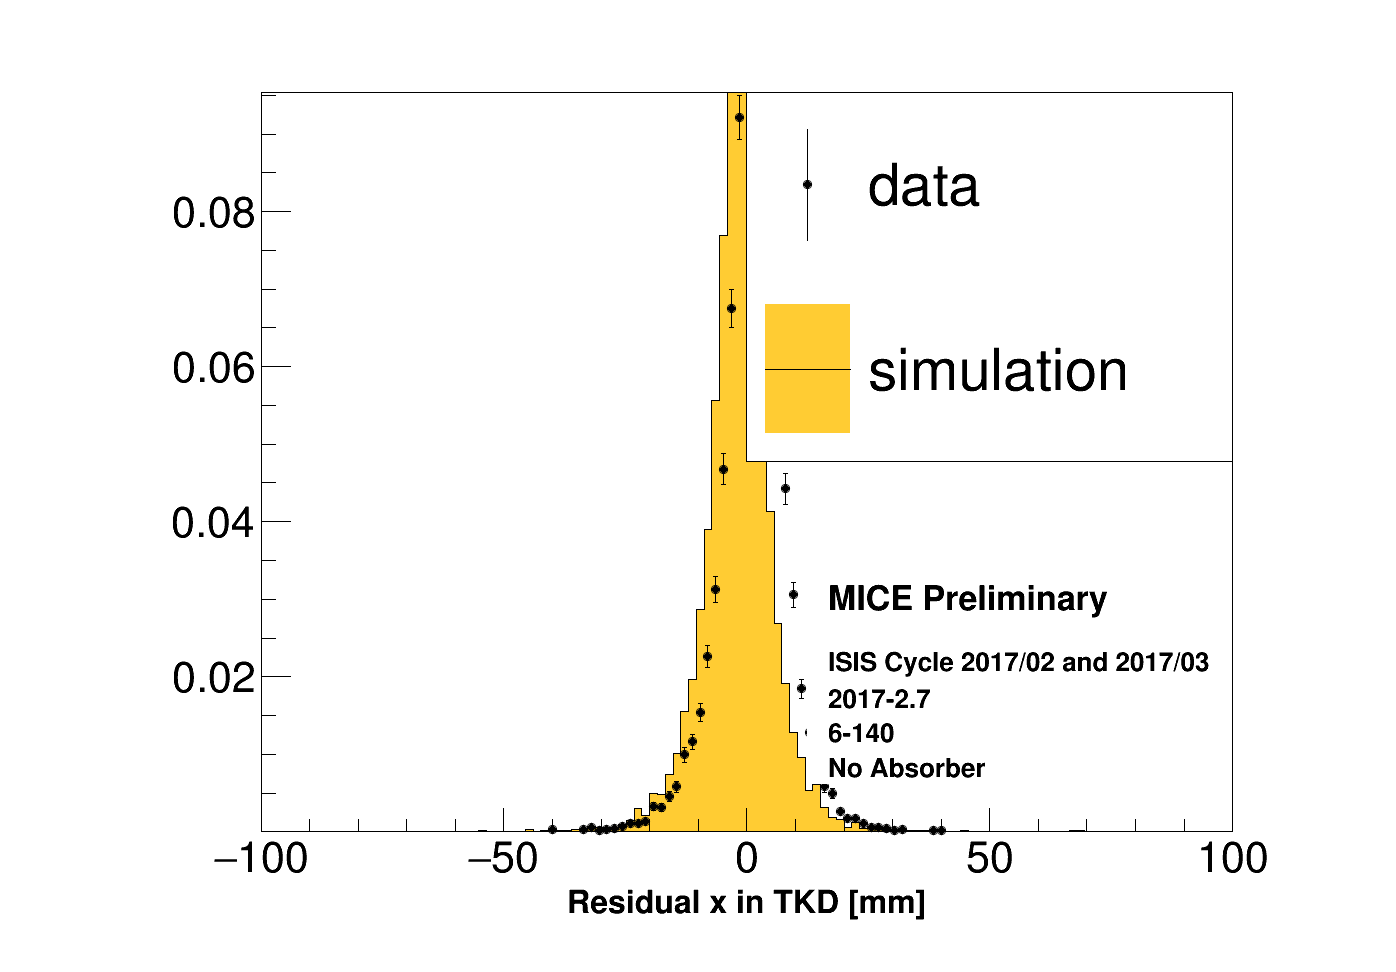 data
0.08
simulation
0.06
0.04
MICE Preliminary
ISIS Cycle 2017/02 and 2017/03
0.02
2017-2.7
6-140
No Absorber
−100 −50 0 50 100
Residual x in TKD [mm]